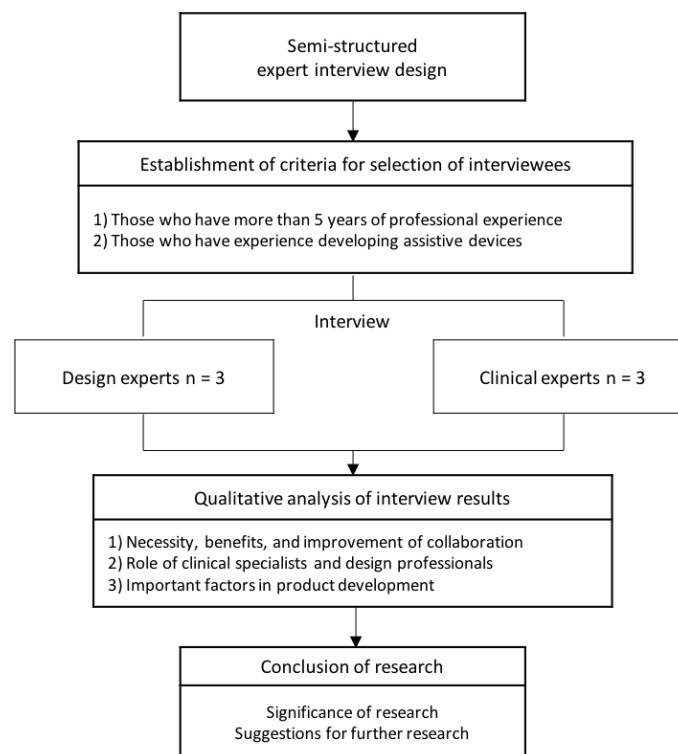 Semi-structured
expert interview design
Establishment of criteria for selection of interviewees
1) Those who have more than 5 years of professional experience
2) Those who have experience developing assistive devices
Interview
Design experts n = 3
Clinical experts n = 3
Qualitative analysis of interview results
1) Necessity, benefits, and improvement of collaboration
2) Role of clinical specialists and design professionals
3) Important factors in product development
Conclusion of research
Significance of research
Suggestions for further research